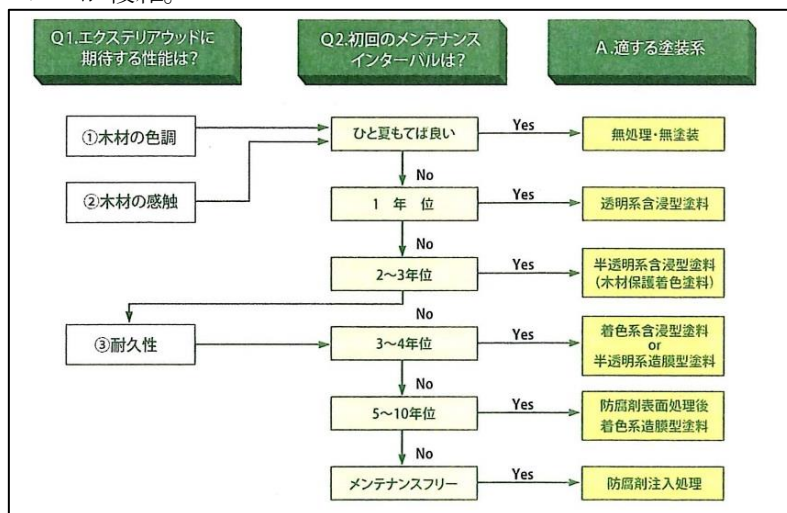 Q1.エクステリアウッドに
期待する性能は?
Q2.初回のメンテナンス
インターバルは?
A.適する塗装系
①木材の色調
ひと夏もてば良い
Yes
無処理・無塗装
No
②木材の感触
1年位
Yes
透明系含浸型塗料
No
2〜3年位
Yes
半透明系含浸型塗料
(木材保護着色塗料)
No
③耐久性
3〜4年位
Yes
着色系含浸型塗料
or
半透明系造膜型塗料
No
5〜10年位
Yes
防腐剤表面処理後
着色系造膜型塗料
No
メンテナンスフリー
Yes
防腐剤注入処理